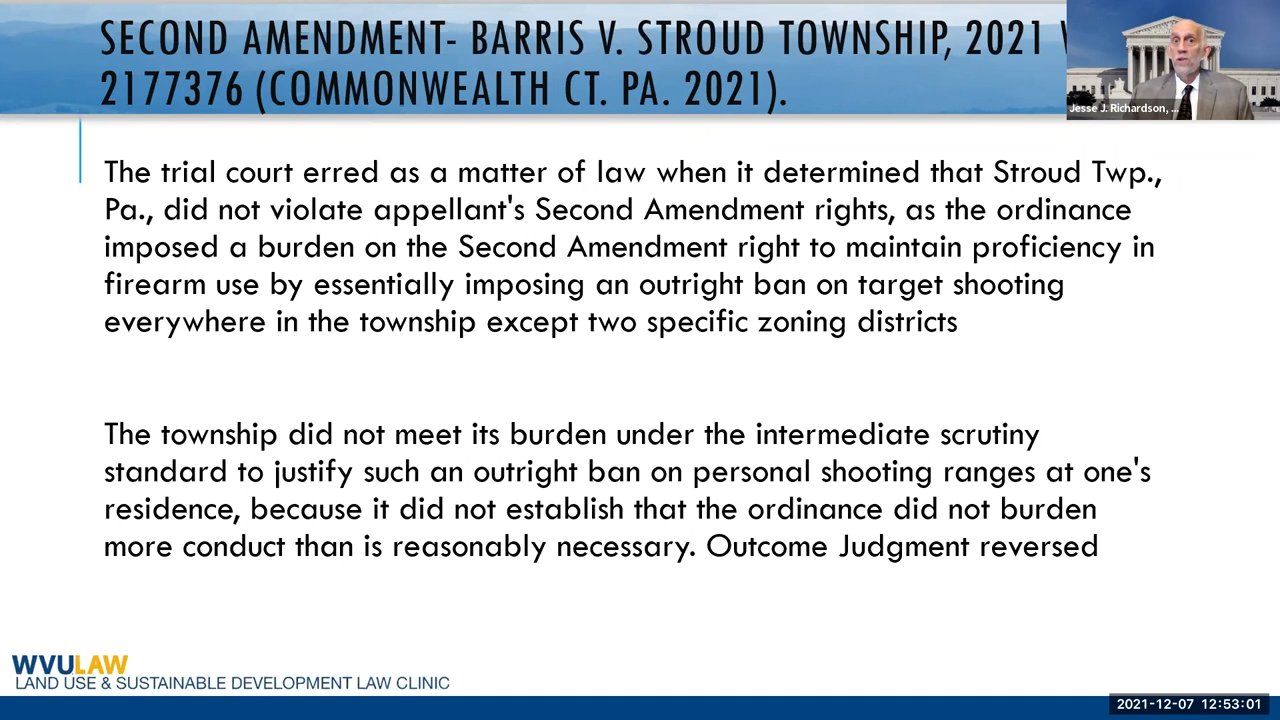 SECOND AMENDMENT- BARRIS V. STROUD TOWNSHIP, 2021
2177376 (COMMONWEALTH CT. PA. 2021).
Jesse J. Richardson, ...
The trial court erred as a matter of law when it determined that Stroud Twp.,
Pa., did not violate appellant's Second Amendment rights, as the ordinance
imposed a burden on the Second Amendment right to maintain proficiency in
firearm use by essentially imposing an outright ban on target shooting
everywhere in the township except two specific zoning districts
The township did not meet its burden under the intermediate scrutiny
standard to justify such an outright ban on personal shooting ranges at one's
residence, because it did not establish that the ordinance did not burden
more conduct than is reasonably necessary. Outcome Judgment reversed
WVULAW
LAND USE & SUSTAINABLE DEVELOPMENT LAW CLINIC
2021-12-07 12:53:01